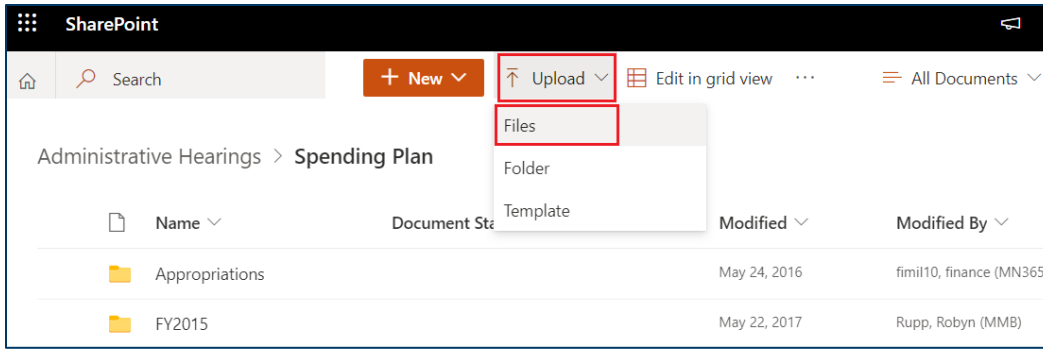 SharePoint
Search
+ New
Upload
Edit in grid view
...
All Documents
Files
Administrative Hearings > Spending Plan
Folder
Template
Name
Document Sta
Modified
Modified By
Appropriations
May 24, 2016
fimil10, finance (MN365
FY2015
May 22, 2017
Rupp, Robyn (MMB)